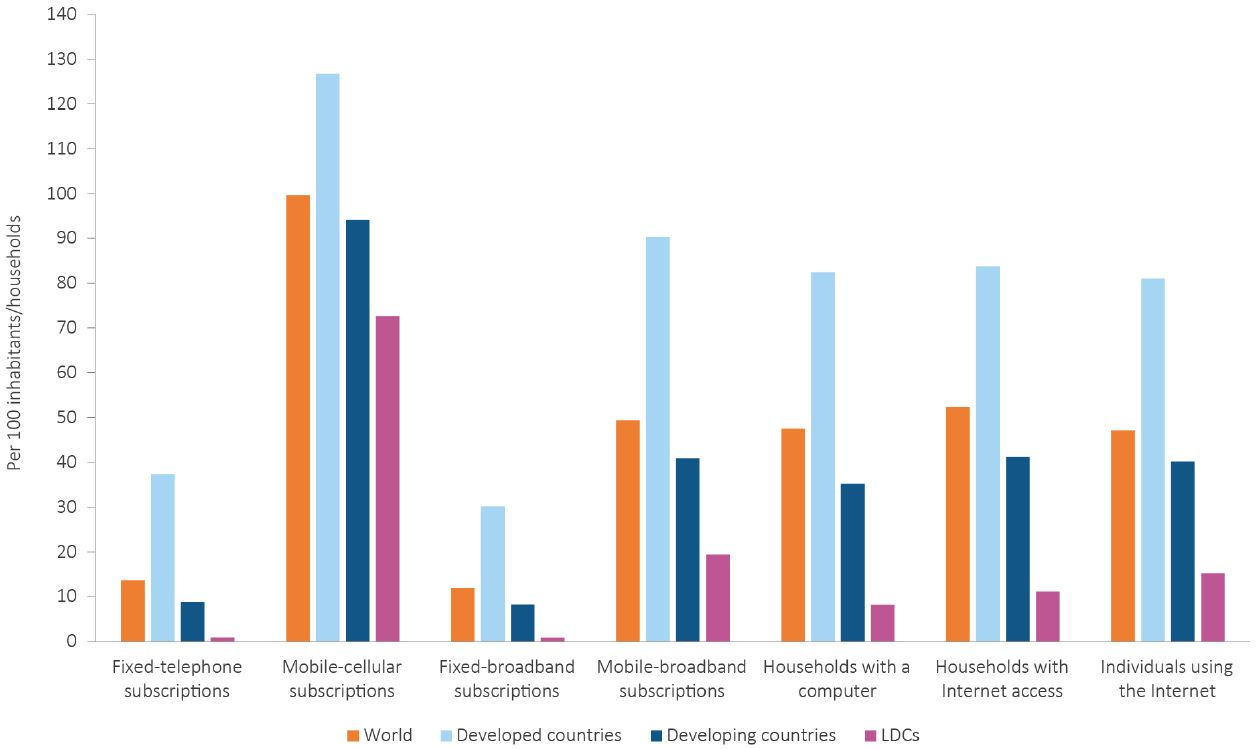 140
130
120
110
100
90
80
70
60
50
40
30
20
10
0
Per 100 inhabitants/households
Fixed-telephone
subscriptions
Mobile-cellular
subscriptions
Fixed-broadband
subscriptions
Mobile-broadband
subscriptions
Households with a
computer
Households with
Internet access
Individuals using
the Internet
World
Developed countries
Developing countries
LDCs